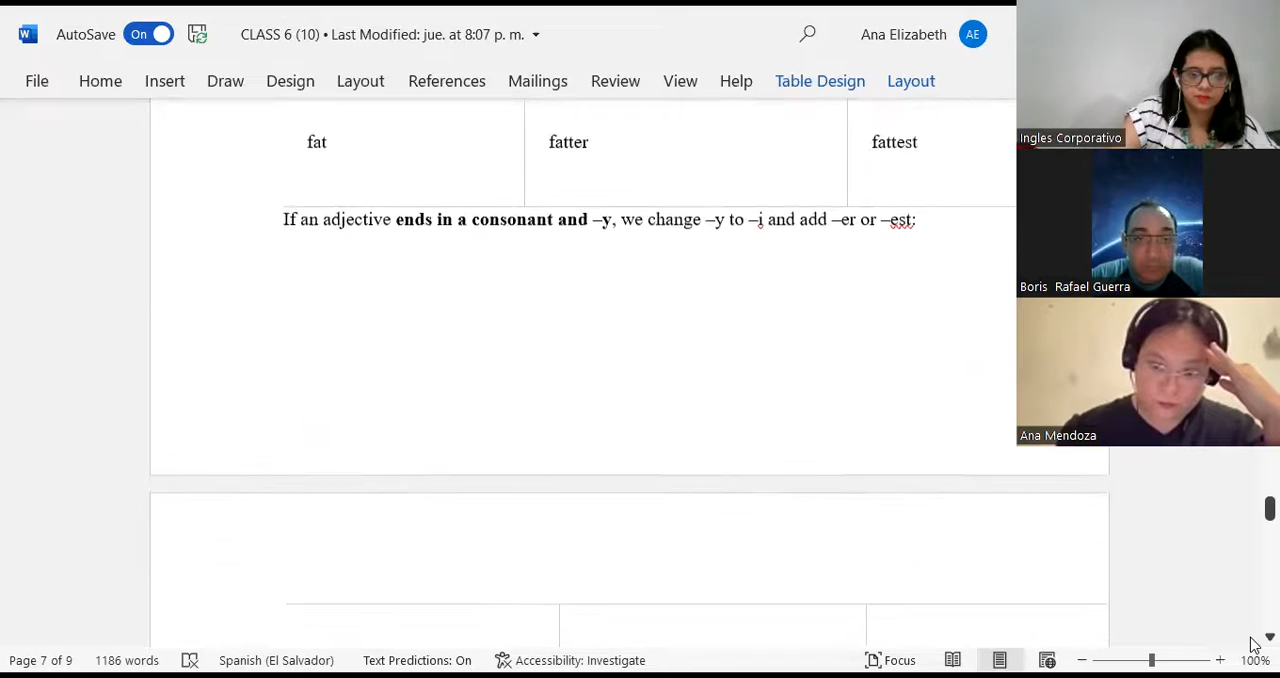 AutoSave On CLASS 6 (10) • Last Modified: jue. at 8:07 p. m. Ana Elizabeth AE
File Home Insert Draw Design Layout References Mailings Review View Help Table Design Layout
Ingles Corporativo
fat fatter fattest
If an adjective ends in a consonant and –y, we change –y to –i and add –er or –est:
Boris Rafael Guerra
Ana Mendoza
Page 7 of 9 1186 words Spanish (El Salvador) Text Predictions: On Accessibility: Investigate Focus 100%